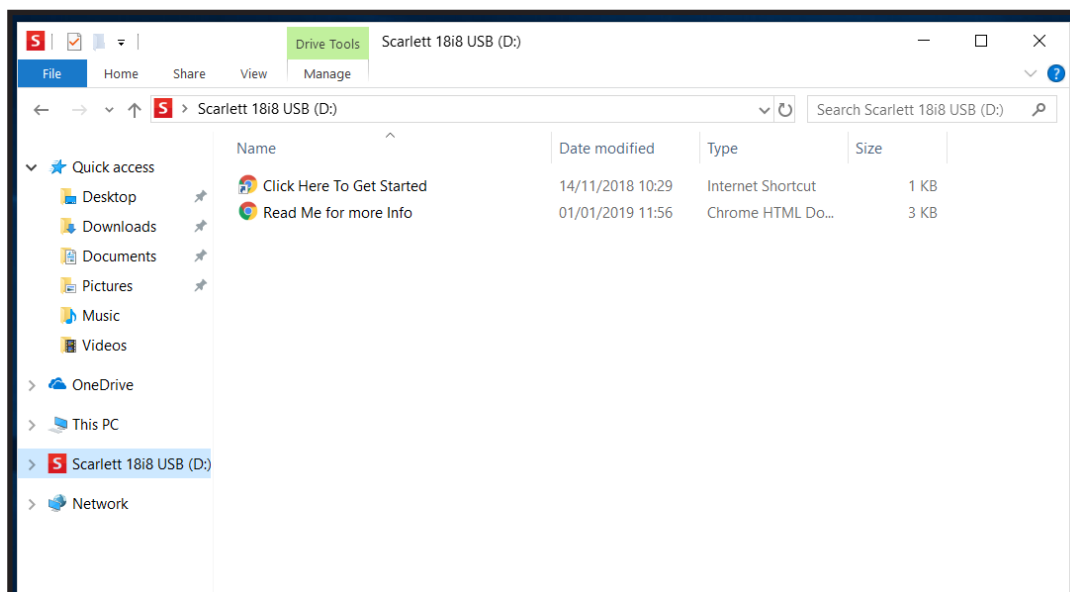 S
Drive Tools
Scarlett 18i8 USB (D:)
File
Home
Share
View
Manage
?
S
Scarlett 18i8 USB (D:)
Search Scarlett 18i8 USB (D:)
Name
Date modified
Type
Size
Quick access
Desktop
Downloads
Documents
Pictures
Music
Videos
OneDrive
This PC
S Scarlett 18i8 USB (D:)
Network
Click Here To Get Started 14/11/2018 10:29 Internet Shortcut 1 KB
Read Me for more Info 01/01/2019 11:56 Chrome HTML Do... 3 KB